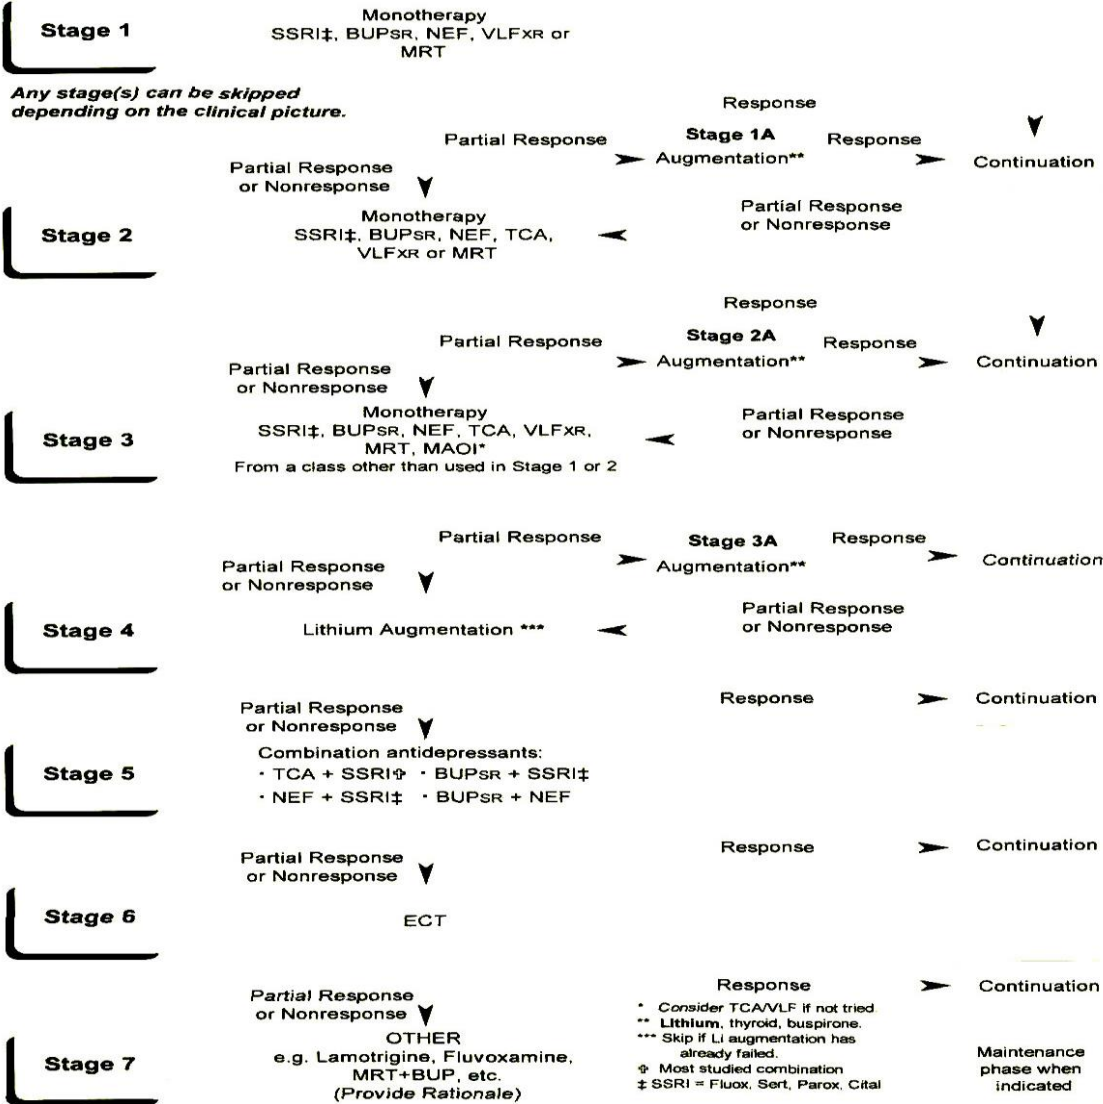 Stage 1
Monotherapy
SSRI‡, BUPSR, NEF, VLFXR or
MRT
Any stage(s) can be skipped
depending on the clinical picture.
Response
Partial Response
Stage 1A
Augmentation**
Response
Continuation
Partial Response
or Nonresponse
Stage 2
Monotherapy
SSRI‡, BUPSR, NEF, TCA,
VLFXR or MRT
Partial Response
or Nonresponse
Response
Partial Response
Stage 2A
Augmentation**
Response
Continuation
Partial Response
or Nonresponse
Stage 3
Monotherapy
SSRI‡, BUPSR, NEF, TCA, VLFXR,
MRT, MAOI*
From a class other than used in Stage 1 or 2
Partial Response
or Nonresponse
Partial Response
Stage 3A
Augmentation**
Response
Continuation
Partial Response
or Nonresponse
Stage 4
Lithium Augmentation ***
Partial Response
or Nonresponse
Response
Continuation
Partial Response
or Nonresponse
Stage 5
Combination antidepressants:
· TCA + SSRI✞ · BUPSR + SSRI‡
· NEF + SSRI‡ · BUPSR + NEF
Response
Continuation
Partial Response
or Nonresponse
Stage 6
ECT
Response
Continuation
Partial Response
or Nonresponse
Stage 7
OTHER
e.g. Lamotrigine, Fluvoxamine,
MRT+BUP, etc.
(Provide Rationale)
* Consider TCA/VLF if not tried
** Lithium, thyroid, buspirone.
*** Skip if Li augmentation has
already failed.
✞ Most studied combination
‡ SSRI = Fluox, Sert, Parox, Cital
Maintenance
phase when
indicated